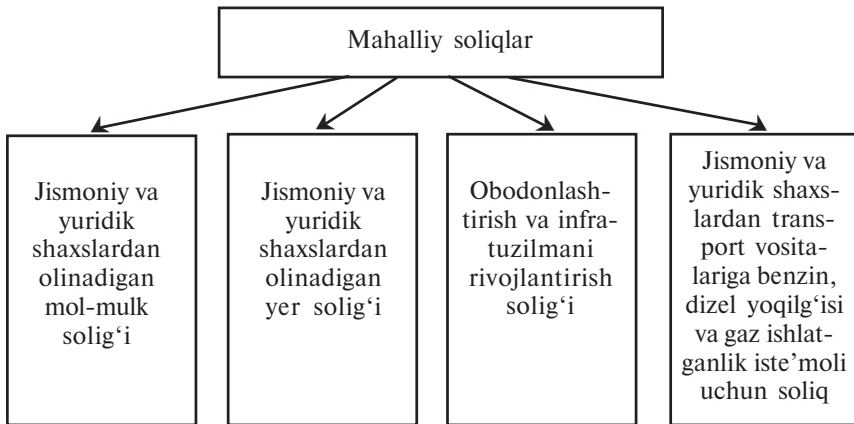 Mahalliy soliqlar
Jismoniy va
yuridik
shaxslardan
olinadigan
mol-mulk
solig‘i
Jismoniy va
yuridik
shaxslardan
olinadigan
yer solig‘i
Obodonlash-
tirish va infra-
tuzilmani
rivojlantirish
solig‘i
Jismoniy va
yuridik shaxs-
lardan trans-
port vosita-
lariga benzin,
dizel yoqilg‘isi
va gaz ishlat-
ganlik iste’moli
uchun soliq